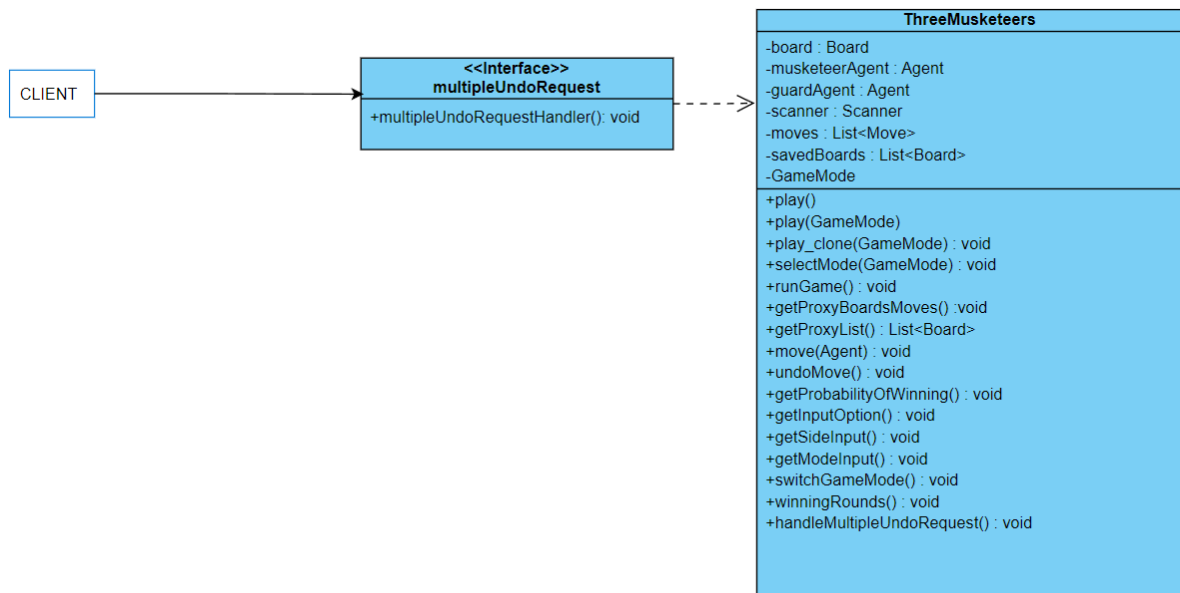 CLIENT
<<Interface>>
multipleUndoRequest
+multipleUndoRequestHandler(): void
ThreeMusketeers
-board : Board
-musketeerAgent : Agent
-guardAgent : Agent
-scanner : Scanner
-moves : List<Move>
-savedBoards : List<Board>
-GameMode
+play()
+play(GameMode)
+play_clone(GameMode) : void
+selectMode(GameMode) : void
+runGame() : void
+getProxyBoardsMoves() :void
+getProxyList() : List<Board>
+move(Agent) : void
+undoMove() : void
+getProbabilityOfWinning() : void
+getInputOption() : void
+getSideInput() : void
+getModeInput() : void
+switchGameMode() : void
+winningRounds() : void
+handleMultipleUndoRequest() : void